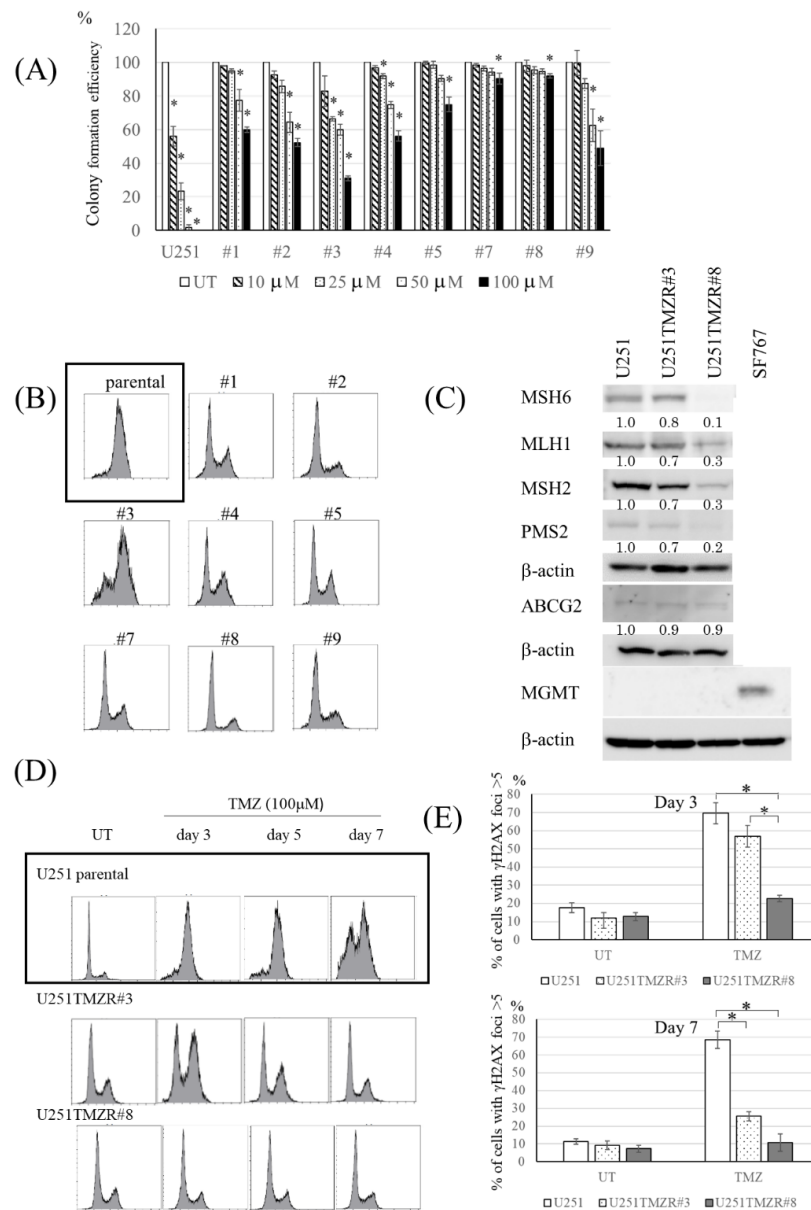 (A)
%
Colony formation efficiency
120
100
80
60
40
20
0
* * * *
* *
* *
* * *
* * *
* *
*
*
* *
U251 #1 #2 #3 #4 #5 #7 #8 #9
UT 10 μM 25 μM 50 μM 100 μM
(B)
parental #1 #2
#3 #4 #5
#7 #8 #9
(C)
U251 U251TMZR#3 U251TMZR#8 SF767
MSH6
1.0 0.8 0.1
MLH1
1.0 0.7 0.3
MSH2
1.0 0.7 0.3
PMS2
1.0 0.7 0.2
β-actin
ABCG2
1.0 0.9 0.9
β-actin
MGMT
β-actin
(D)
TMZ (100μM)
UT day 3 day 5 day 7
U251 parental
U251TMZR#3
U251TMZR#8
(E)
% of cells with γH2AX foci >5
%
Day 3
80
70
60
50
40
30
20
10
0
*
*
UT TMZ
U251 U251TMZR#3 U251TMZR#8
% of cells with γH2AX foci >5
%
Day 7
80
70
60
50
40
30
20
10
0
*
*
UT TMZ
U251 U251TMZR#3 U251TMZR#8